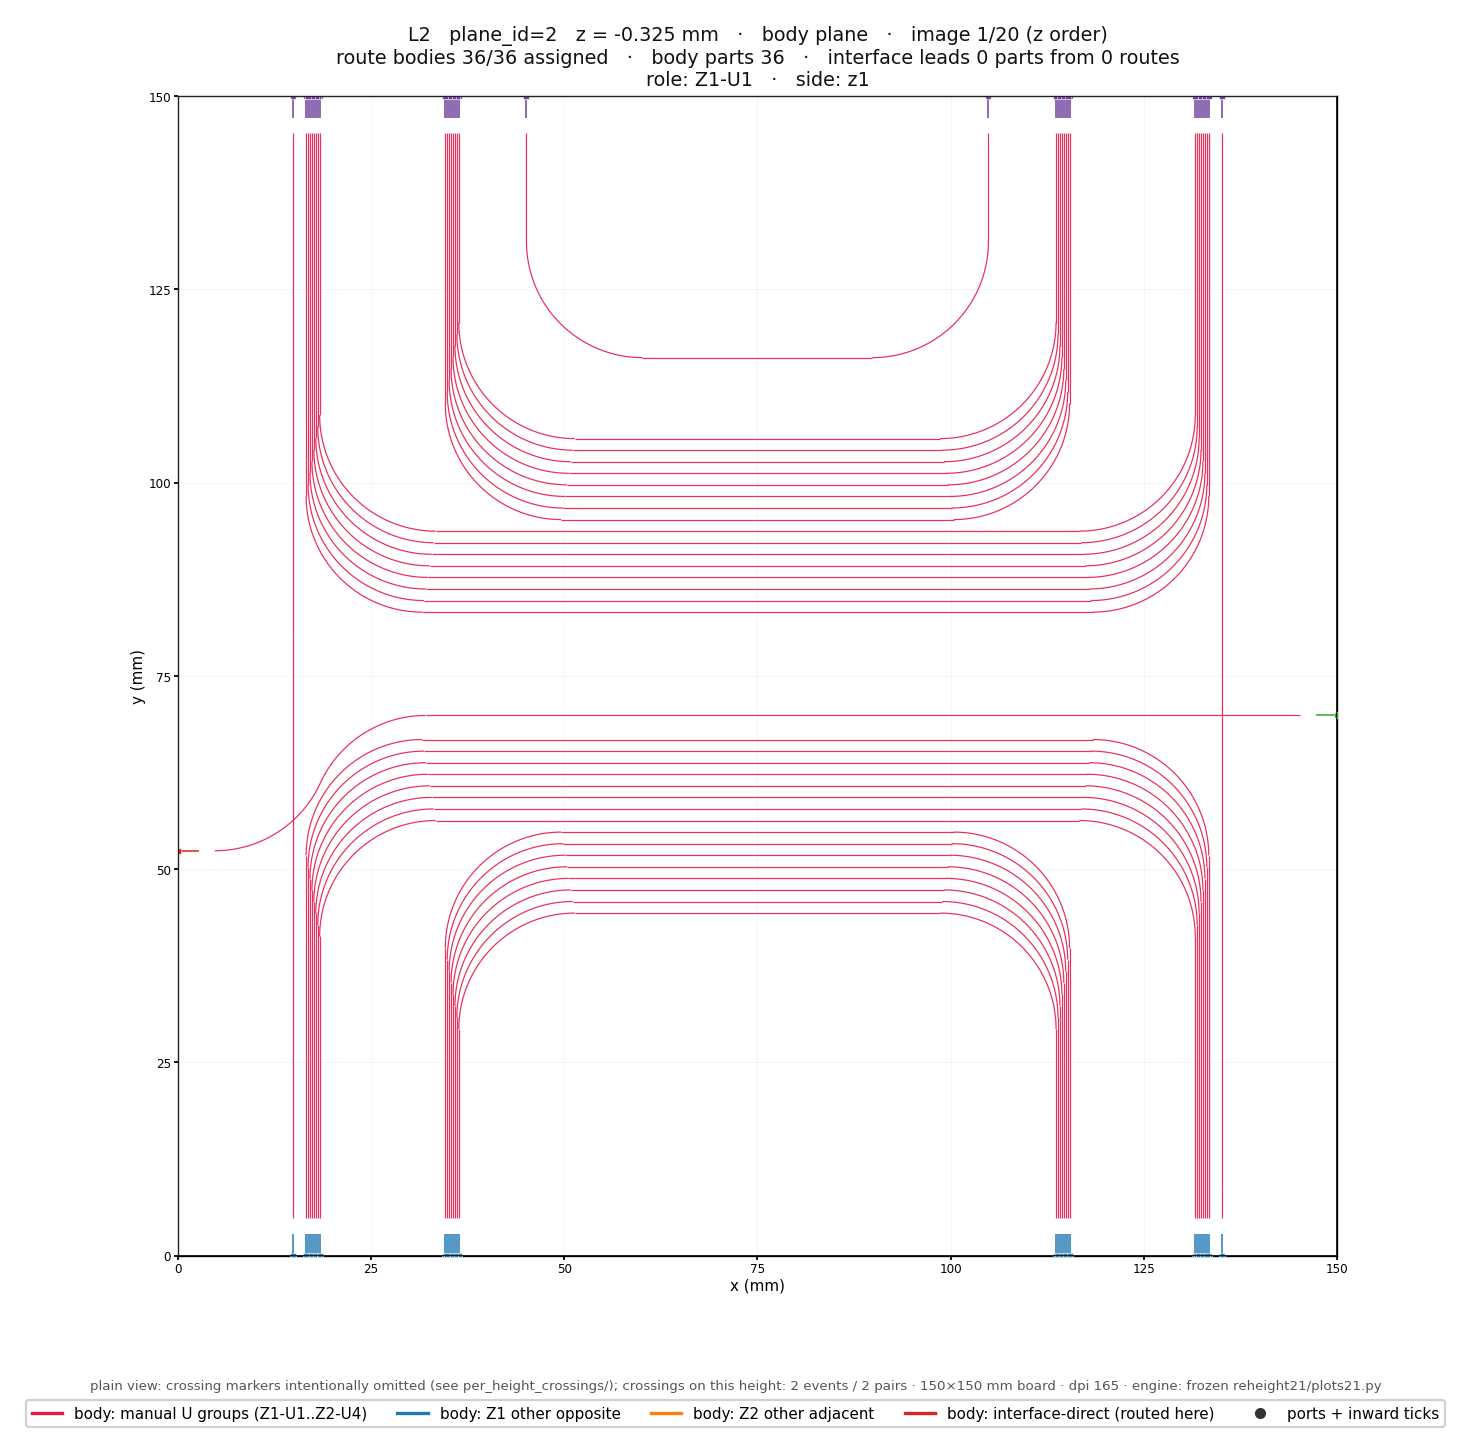 L2   plane_id=2   z = -0.325 mm   ·   body plane   ·   image 1/20 (z order)
route bodies 36/36 assigned   ·   body parts 36   ·   interface leads 0 parts from 0 routes
role: Z1-U1   ·   side: z1
150
125
100
75
50
25
0
y (mm)
0 25 50 75 100 125 150
x (mm)
plain view: crossing markers intentionally omitted (see per_height_crossings/); crossings on this height: 2 events / 2 pairs · 150×150 mm board · dpi 165 · engine: frozen reheight21/plots21.py
body: manual U groups (Z1-U1..Z2-U4) body: Z1 other opposite body: Z2 other adjacent body: interface-direct (routed here) ports + inward ticks